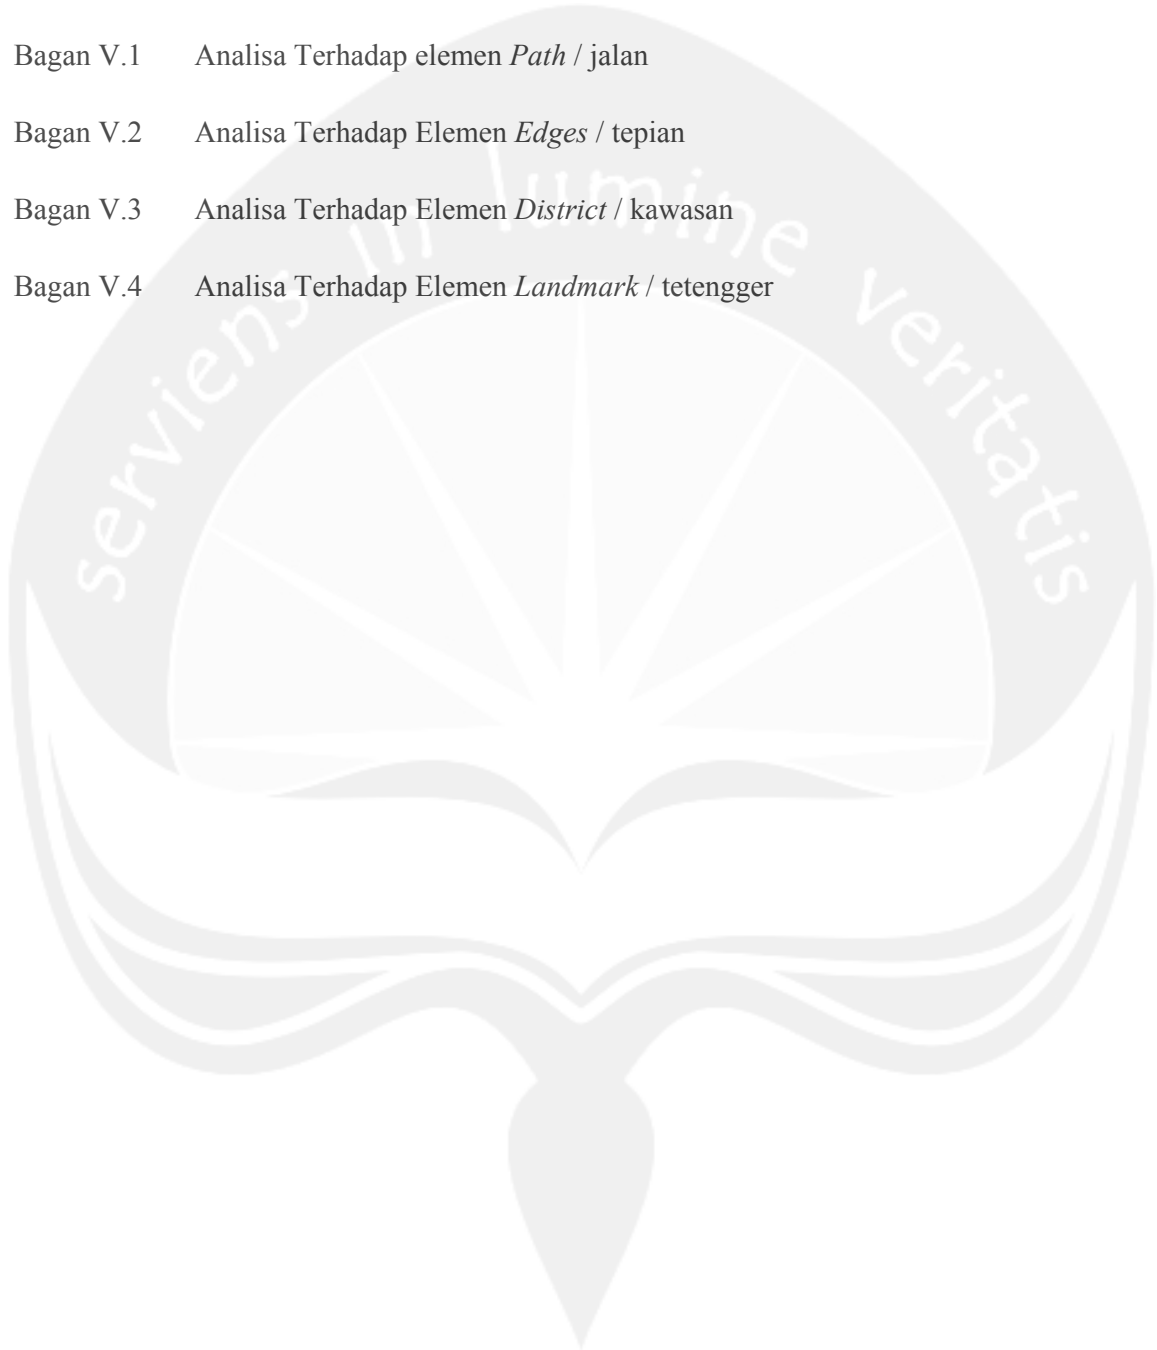 Bagan V.1 Analisa Terhadap elemen Path / jalan
Bagan V.2 Analisa Terhadap Elemen Edges / tepian
Bagan V.3 Analisa Terhadap Elemen District / kawasan
Bagan V.4 Analisa Terhadap Elemen Landmark / tetengger
serviens in lumine veritatis